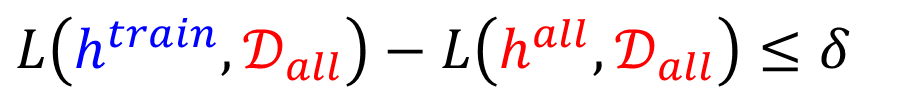 L(h^{train}, 𝒟_{all}) − L(h^{all}, 𝒟_{all}) ≤ δ